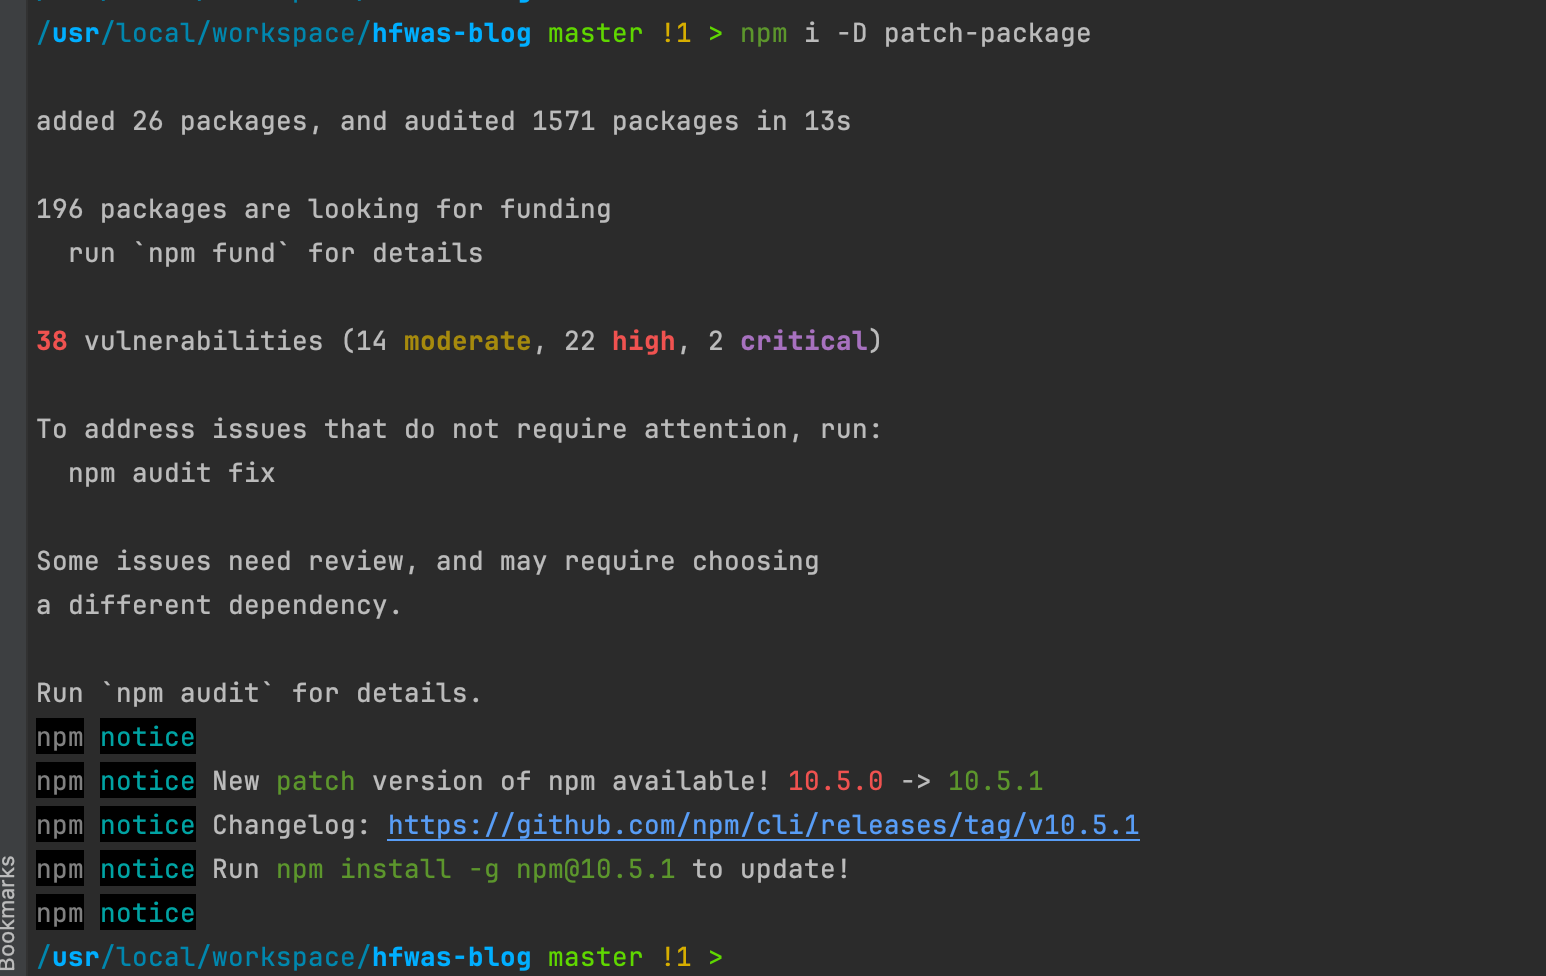 /usr/local/workspace/hfwas-blog master !1 > npm i -D patch-package
added 26 packages, and audited 1571 packages in 13s
196 packages are looking for funding
  run `npm fund` for details
38 vulnerabilities (14 moderate, 22 high, 2 critical)
To address issues that do not require attention, run:
  npm audit fix
Some issues need review, and may require choosing
a different dependency.
Run `npm audit` for details.
npm notice
npm notice New patch version of npm available! 10.5.0 -> 10.5.1
npm notice Changelog: https://github.com/npm/cli/releases/tag/v10.5.1
npm notice Run npm install -g npm@10.5.1 to update!
npm notice
/usr/local/workspace/hfwas-blog master !1 >
Bookmarks